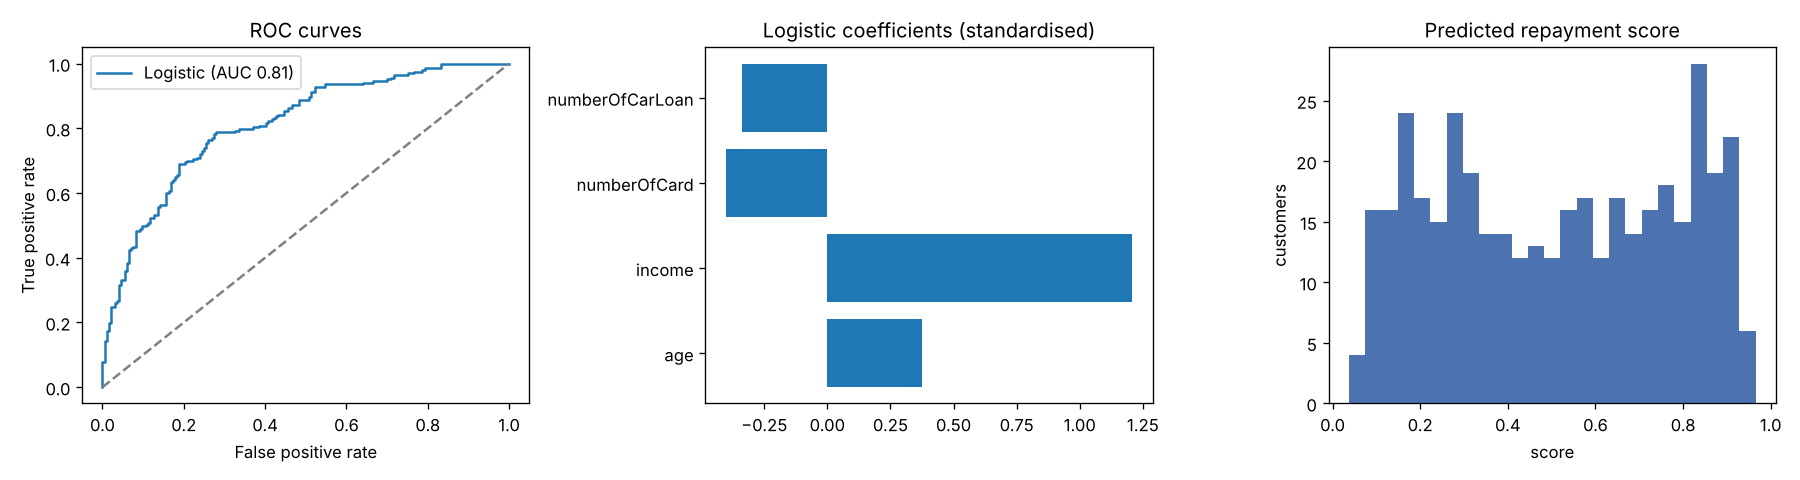 ROC curves
Logistic (AUC 0.81)
1.0
0.8
0.6
0.4
0.2
0.0
True positive rate
0.0 0.2 0.4 0.6 0.8 1.0
False positive rate
Logistic coefficients (standardised)
numberOfCarLoan
numberOfCard
income
age
−0.25 0.00 0.25 0.50 0.75 1.00 1.25
Predicted repayment score
25
20
15
10
5
0
customers
0.0 0.2 0.4 0.6 0.8 1.0
score